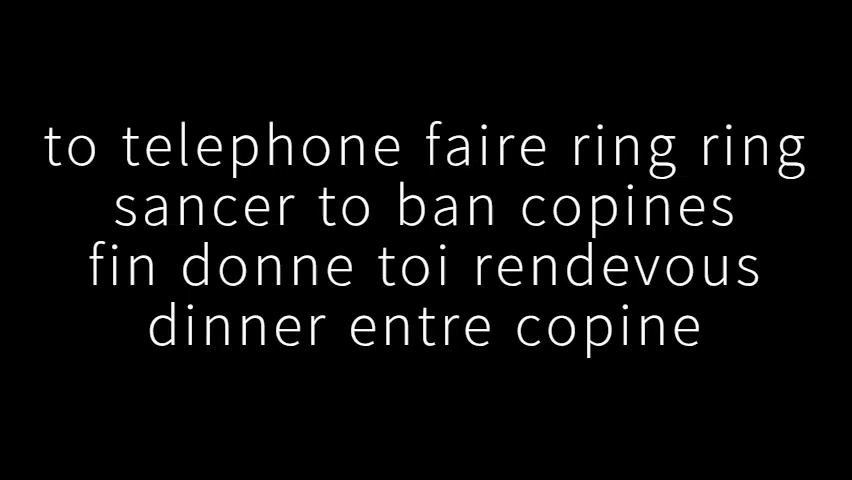 to telephone faire ring ring
sancer to ban copines
fin donne toi rendevous
dinner entre copine